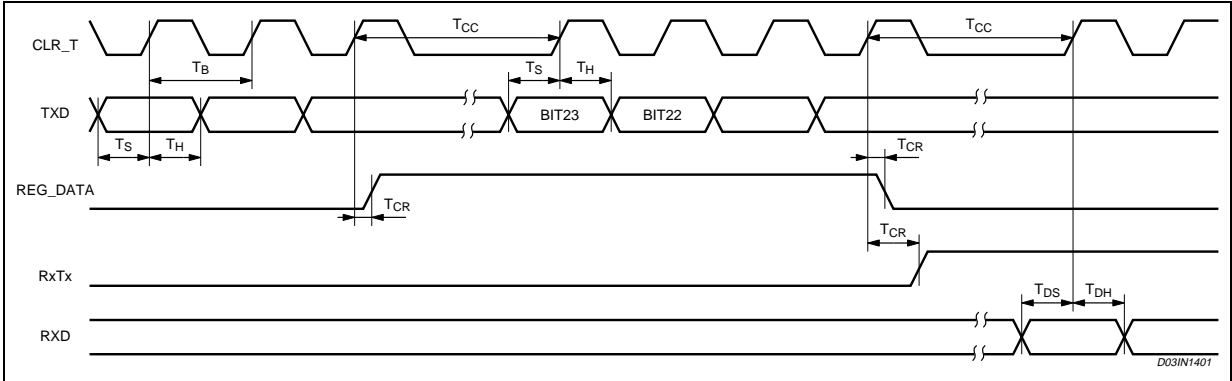 CLR_T
TCC
TCC
TB
TS
TH
TXD
BIT23
BIT22
TS
TH
TCR
REG_DATA
TCR
TCR
RxTx
TDS
TDH
RXD
D03IN1401